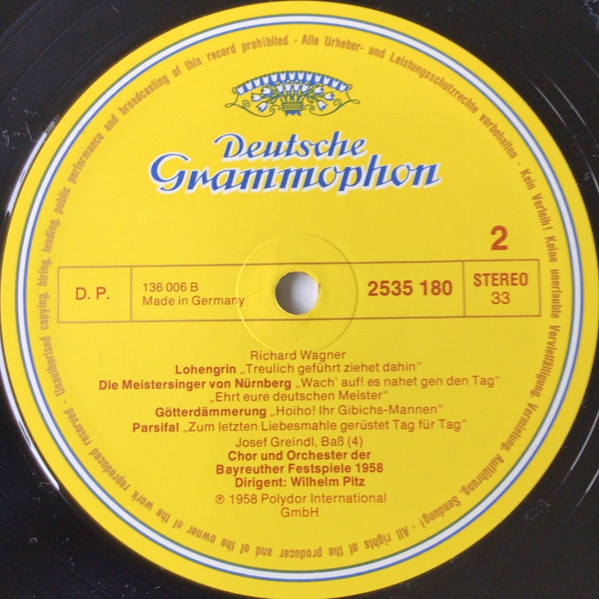 Unauthorised copying, hiring, lending, public performance and broadcasting of this record prohibited · Alle Urheber- und Leistungsschutzrechte vorbehalten · Kein Verleih! Keine unerlaubte Vervielfältigung, Vermietung, Aufführung, Sendung! · All rights of the producer and of the owner of the work reproduced reserved ·
Deutsche
Grammophon
2
D. P.
136 006 B
Made in Germany
2535 180
STEREO
33
Richard Wagner
Lohengrin „Treulich geführt ziehet dahin“
Die Meistersinger von Nürnberg „Wach’ auf! es nahet gen den Tag“
„Ehrt eure deutschen Meister“
Götterdämmerung „Hoiho! Ihr Gibichs-Mannen“
Parsifal „Zum letzten Liebesmahle gerüstet Tag für Tag“
Josef Greindl, Baß (4)
Chor und Orchester der
Bayreuther Festspiele 1958
Dirigent: Wilhelm Pitz
℗ 1958 Polydor International
GmbH